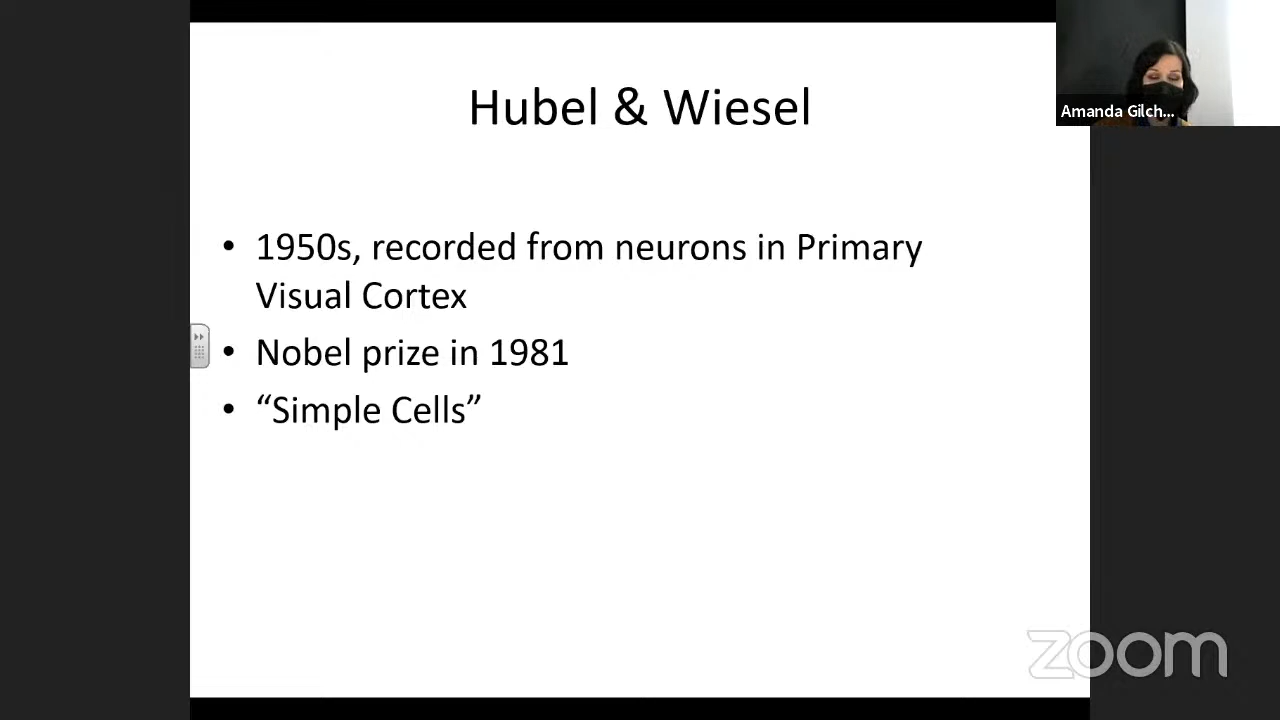 Hubel & Wiesel
Amanda Gilch...
• 1950s, recorded from neurons in Primary
Visual Cortex
• Nobel prize in 1981
• “Simple Cells”
zoom